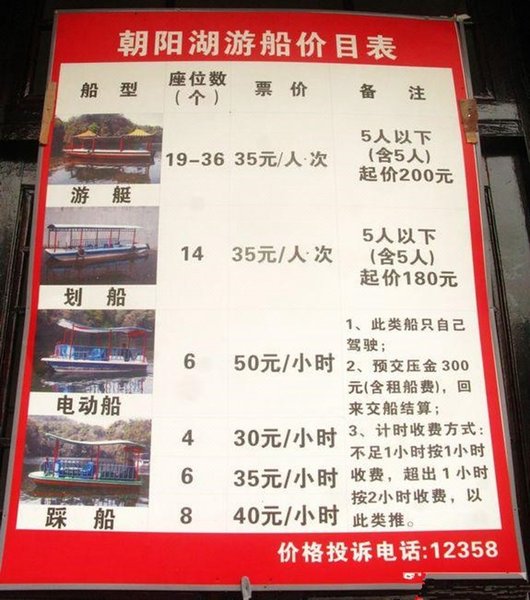 朝阳湖游船价目表
船 型
座位数
(个)
票 价
备 注
游 艇
19-36
35元/人·次
5人以下
(含5人)
起价200元
划 船
14
35元/人·次
5人以下
(含5人)
起价180元
电动船
6
50元/小时
踩 船
4
30元/小时
6
35元/小时
8
40元/小时
1、此类船只自己
驾驶;
2、预交压金300
元(含租船费)，回
来交船结算;
3、计时收费方式:
不足1小时按1小时
收费，超出1小时
按2小时收费，以
此类推。
价格投诉电话:12358